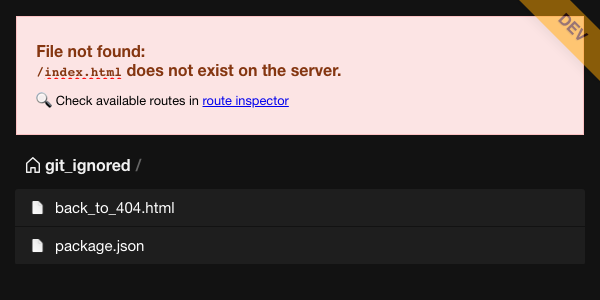 DEV
File not found:
/index.html does not exist on the server.
Check available routes in route inspector
git_ignored /
back_to_404.html
package.json